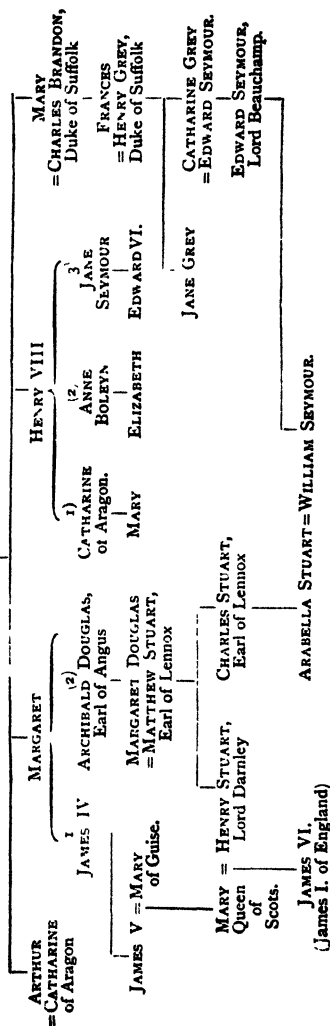 ARTHUR
=CATHARINE
of Aragon
MARGARET
HENRY VIII
MARY
=CHARLES BRANDON,
Duke of Suffolk
1
JAMES IV
(2)
ARCHIBALD DOUGLAS,
Earl of Angus
1)
CATHARINE
of Aragon.
(2,
ANNE
BOLEYN
3
JANE
SEYMOUR
FRANCES
=HENRY GREY,
Duke of Suffolk
JAMES V = MARY
of Guise.
MARGARET DOUGLAS
=MATTHEW STUART,
Earl of Lennox
MARY
ELIZABETH
EDWARD VI.
JANE GREY
CATHARINE GREY
=EDWARD SEYMOUR.
MARY = HENRY STUART,
Queen Lord Darnley
of
Scots.
CHARLES STUART,
Earl of Lennox
EDWARD SEYMOUR,
Lord Beauchamp.
JAMES VI.
(James I. of England)
ARABELLA STUART=WILLIAM SEYMOUR.